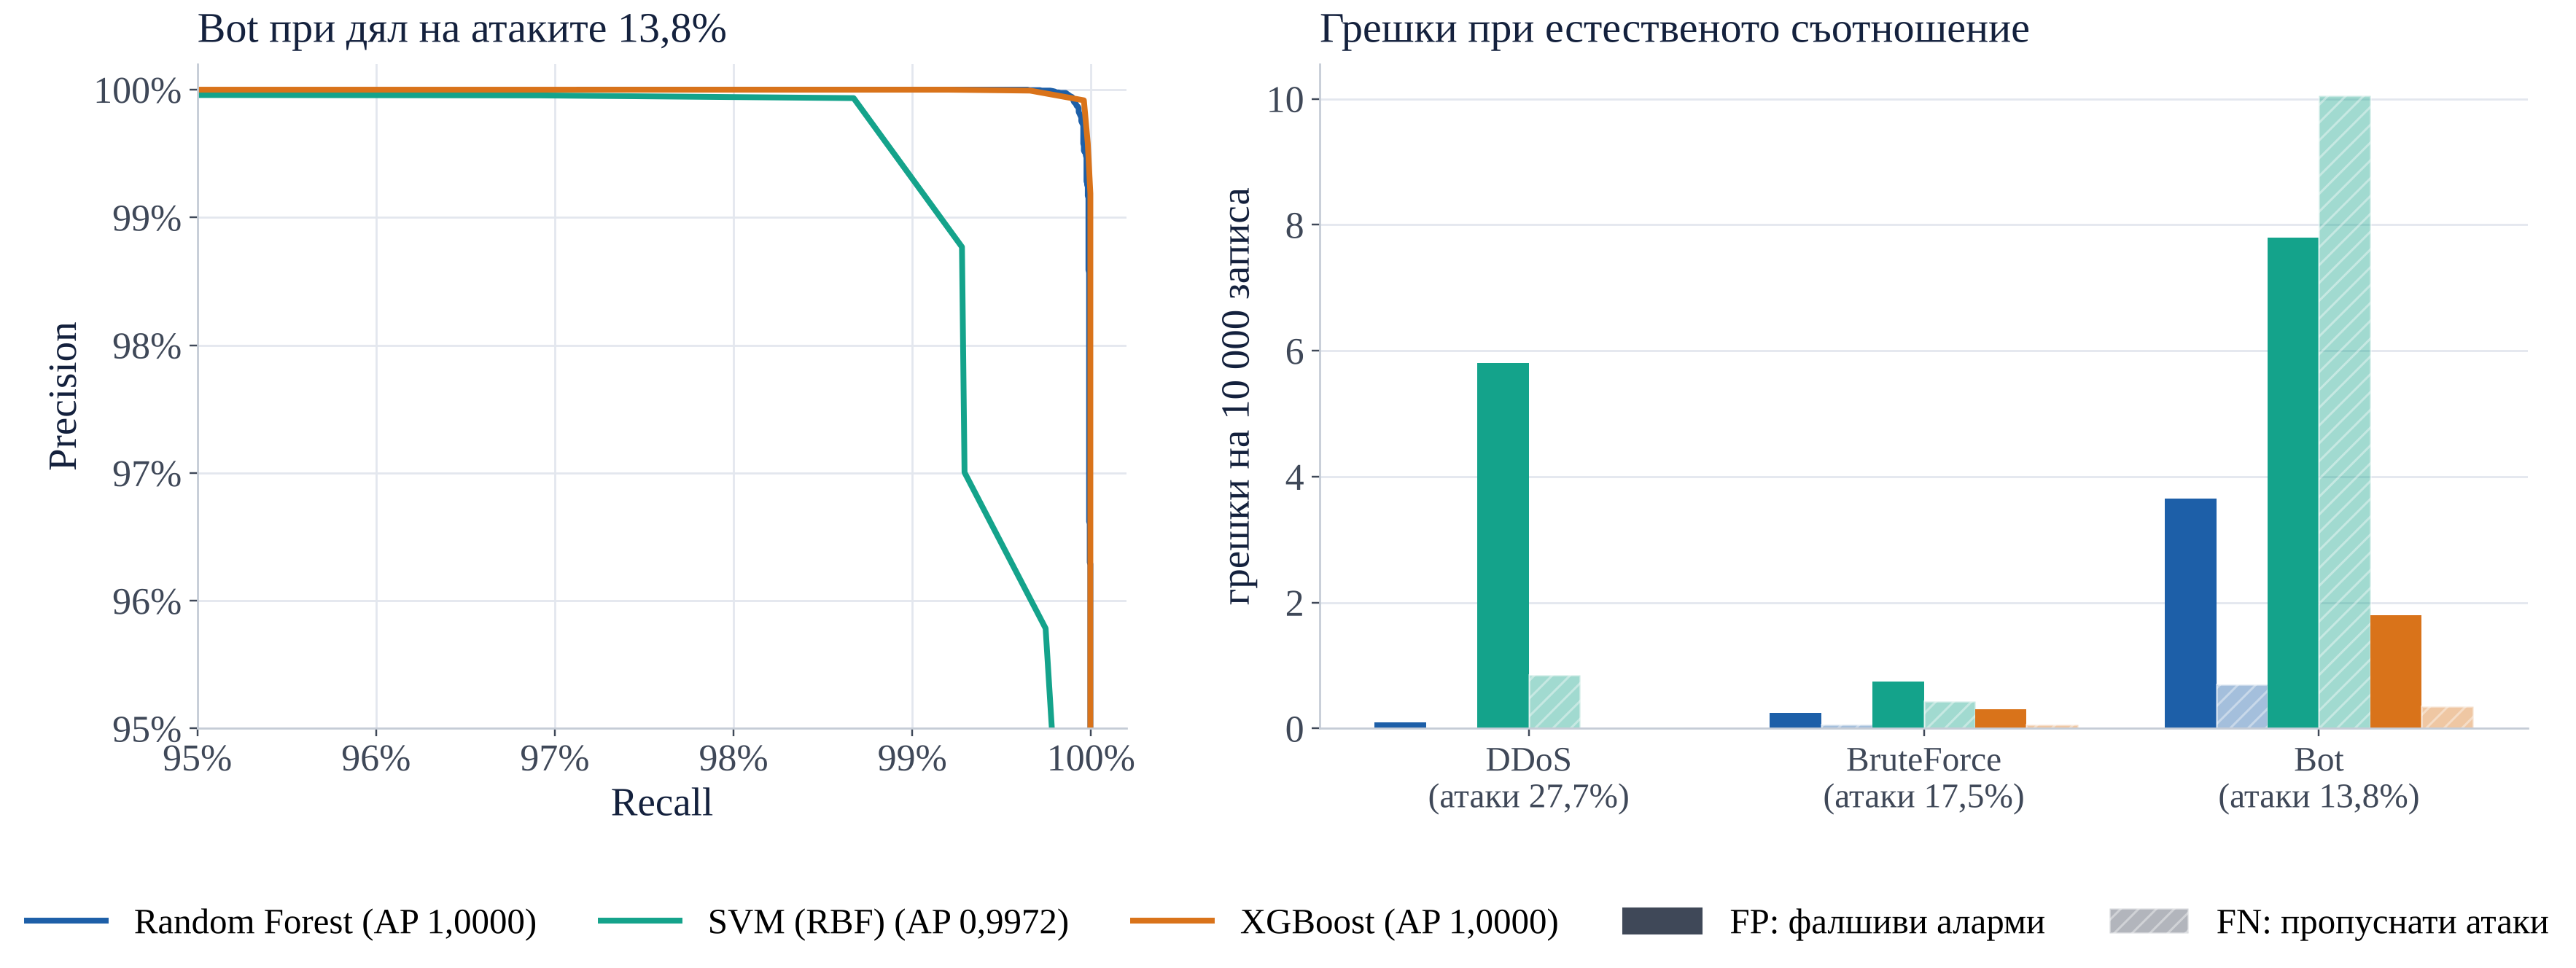 Bot при дял на атаките 13,8%
Precision
100%
99%
98%
97%
96%
95%
95%
96%
97%
98%
99%
100%
Recall
Грешки при естественото съотношение
грешки на 10 000 записа
10
8
6
4
2
0
DDoS
(атаки 27,7%)
BruteForce
(атаки 17,5%)
Bot
(атаки 13,8%)
Random Forest (AP 1,0000)
SVM (RBF) (AP 0,9972)
XGBoost (AP 1,0000)
FP: фалшиви аларми
FN: пропуснати атаки